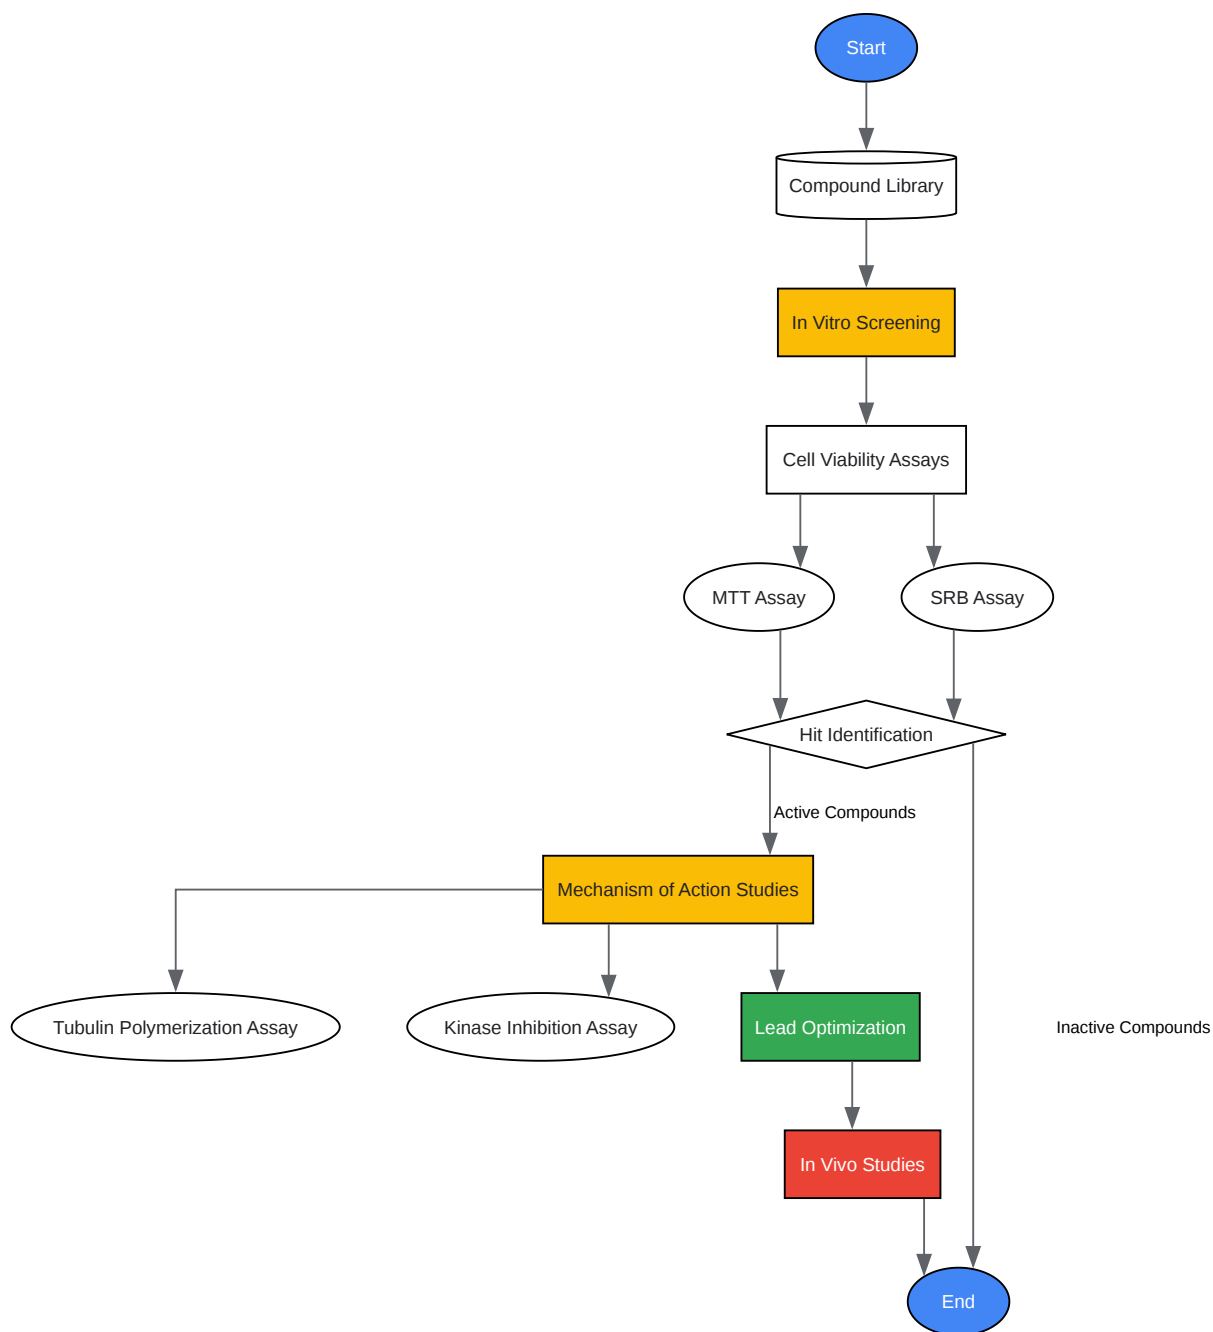 Start
Compound Library
In Vitro Screening
Cell Viability Assays
MTT Assay
SRB Assay
Hit Identification
Active Compounds
Mechanism of Action Studies
Tubulin Polymerization Assay
Kinase Inhibition Assay
Lead Optimization
Inactive Compounds
In Vivo Studies
End